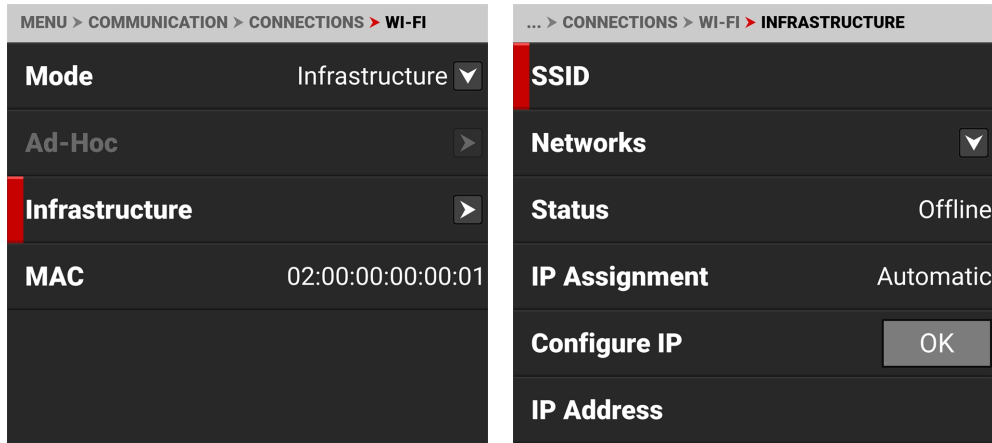 MENU > COMMUNICATION > CONNECTIONS > WI-FI
Mode Infrastructure
Ad-Hoc
Infrastructure
MAC 02:00:00:00:00:01
... > CONNECTIONS > WI-FI > INFRASTRUCTURE
SSID
Networks
Status Offline
IP Assignment Automatic
Configure IP OK
IP Address